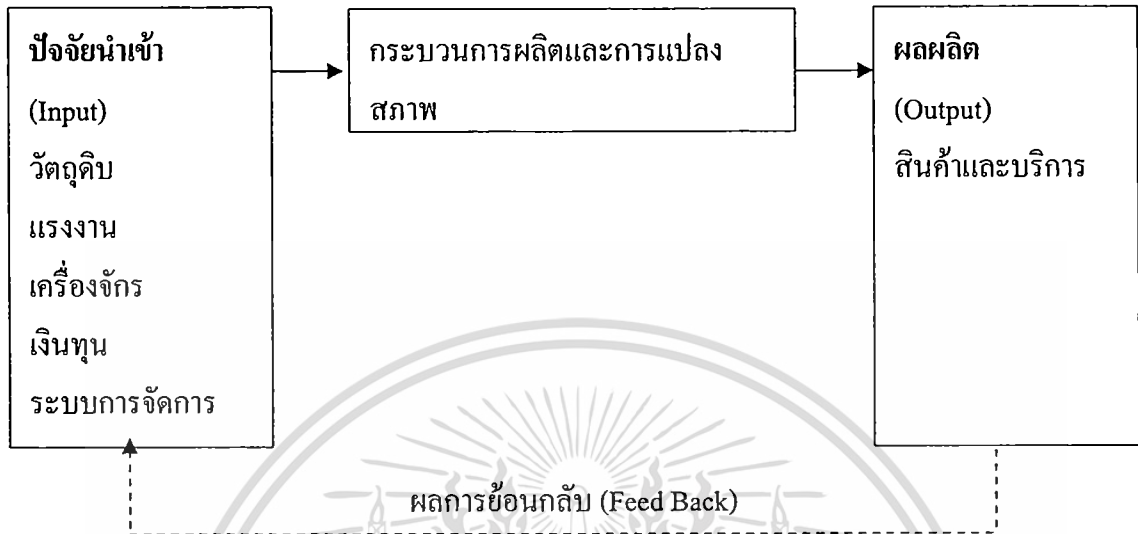 ปัจจัยนำเข้า
(Input)
วัตถุดิบ
แรงงาน
เครื่องจักร
เงินทุน
ระบบการจัดการ
กระบวนการผลิตและการแปลง
สภาพ
ผลผลิต
(Output)
สินค้าและบริการ
ผลการย้อนกลับ (Feed Back)